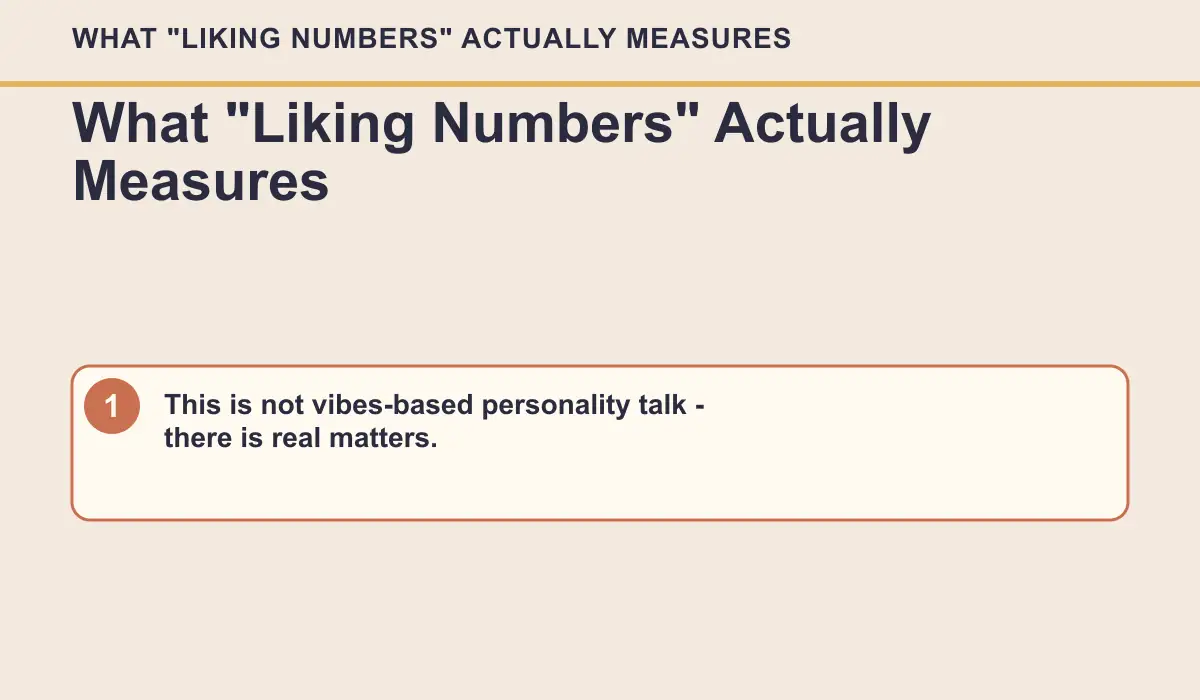 WHAT "LIKING NUMBERS" ACTUALLY MEASURES
What "Liking Numbers" Actually
Measures
1
This is not vibes-based personality talk -
there is real matters.